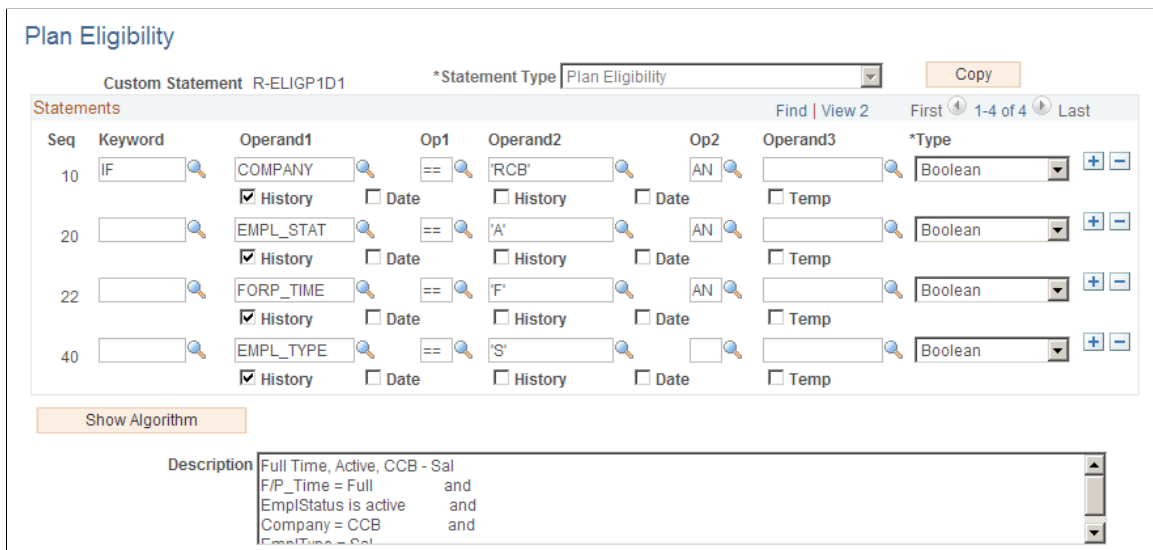 Plan Eligibility
Custom Statement R-ELIGP1D1 *Statement Type Plan Eligibility Copy
Statements Find | View 2 First 1-4 of 4 Last
Seq Keyword Operand1 Op1 Operand2 Op2 Operand3 *Type
10 IF COMPANY == 'RCB' AN Boolean
History Date History Date Temp
20 EMPL_STAT == 'A' AN Boolean
History Date History Date Temp
22 FORP_TIME == 'F' AN Boolean
History Date History Date Temp
40 EMPL_TYPE == 'S' Boolean
History Date History Date Temp
Show Algorithm
Description Full Time, Active, CCB - Sal
F/P_Time = Full and
EmplStatus is active and
Company = CCB and
EmplType = Sal